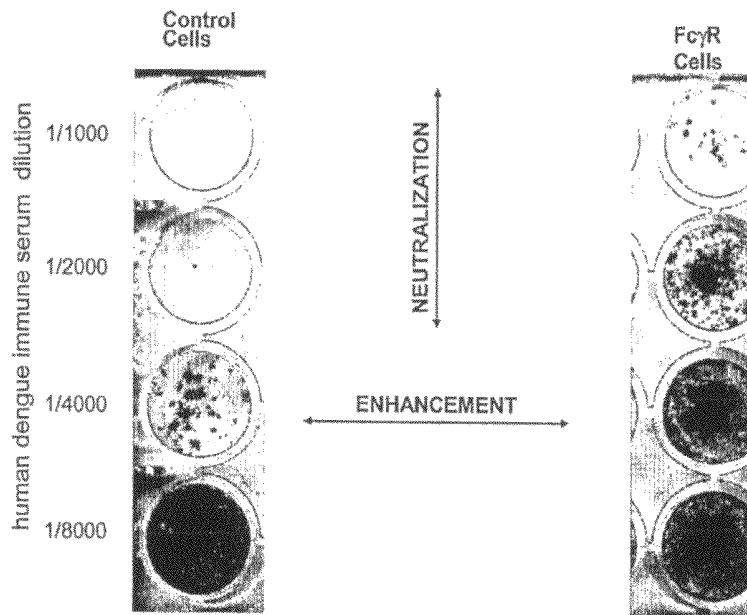 Control
Cells
FcγR
Cells
human dengue immune serum dilution
1/1000
1/2000
1/4000
1/8000
NEUTRALIZATION
ENHANCEMENT